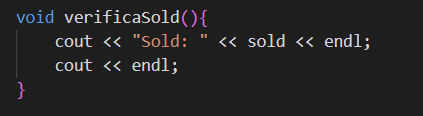 void verificaSold(){
    cout << "Sold: " << sold << endl;
    cout << endl;
}